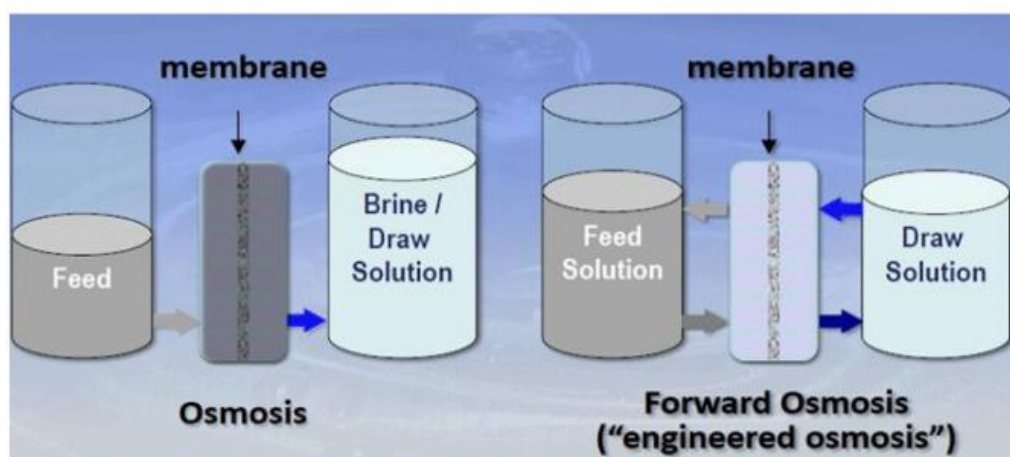 membrane
Feed
Brine /
Draw
Solution
Osmosis
membrane
Feed
Solution
Draw
Solution
Forward Osmosis
(“engineered osmosis”)